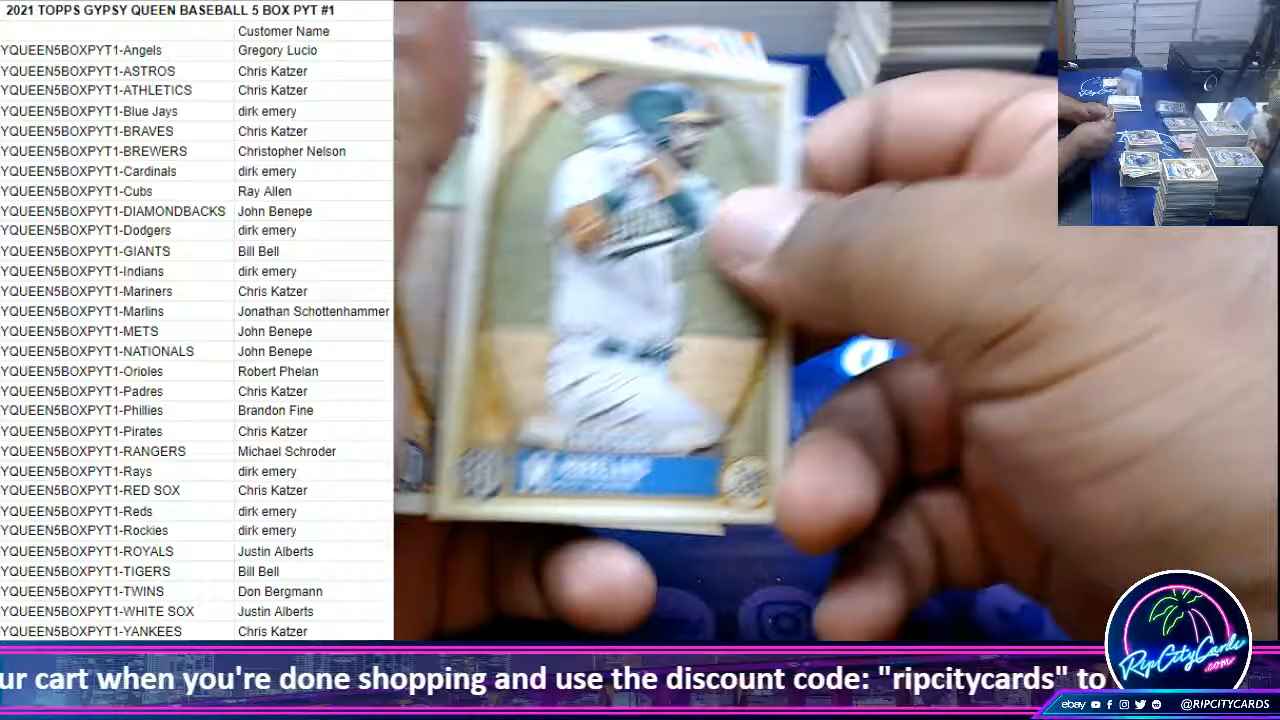 2021 TOPPS GYPSY QUEEN BASEBALL 5 BOX PYT #1
Customer Name
YQUEEN5BOXPYT1-Angels Gregory Lucio
YQUEEN5BOXPYT1-ASTROS Chris Katzer
YQUEEN5BOXPYT1-ATHLETICS Chris Katzer
YQUEEN5BOXPYT1-Blue Jays dirk emery
YQUEEN5BOXPYT1-BRAVES Chris Katzer
YQUEEN5BOXPYT1-BREWERS Christopher Nelson
YQUEEN5BOXPYT1-Cardinals dirk emery
YQUEEN5BOXPYT1-Cubs Ray Allen
YQUEEN5BOXPYT1-DIAMONDBACKS John Benepe
YQUEEN5BOXPYT1-Dodgers dirk emery
YQUEEN5BOXPYT1-GIANTS Bill Bell
YQUEEN5BOXPYT1-Indians dirk emery
YQUEEN5BOXPYT1-Mariners Chris Katzer
YQUEEN5BOXPYT1-Marlins Jonathan Schottenhammer
YQUEEN5BOXPYT1-METS John Benepe
YQUEEN5BOXPYT1-NATIONALS John Benepe
YQUEEN5BOXPYT1-Orioles Robert Phelan
YQUEEN5BOXPYT1-Padres Chris Katzer
YQUEEN5BOXPYT1-Phillies Brandon Fine
YQUEEN5BOXPYT1-Pirates Chris Katzer
YQUEEN5BOXPYT1-RANGERS Michael Schroder
YQUEEN5BOXPYT1-Rays dirk emery
YQUEEN5BOXPYT1-RED SOX Chris Katzer
YQUEEN5BOXPYT1-Reds dirk emery
YQUEEN5BOXPYT1-Rockies dirk emery
YQUEEN5BOXPYT1-ROYALS Justin Alberts
YQUEEN5BOXPYT1-TIGERS Bill Bell
YQUEEN5BOXPYT1-TWINS Don Bergmann
YQUEEN5BOXPYT1-WHITE SOX Justin Alberts
YQUEEN5BOXPYT1-YANKEES Chris Katzer
ur cart when you're done shopping and use the discount code: "ripcitycards" to
RipCityCards
.com
ebay @RIPCITYCARDS